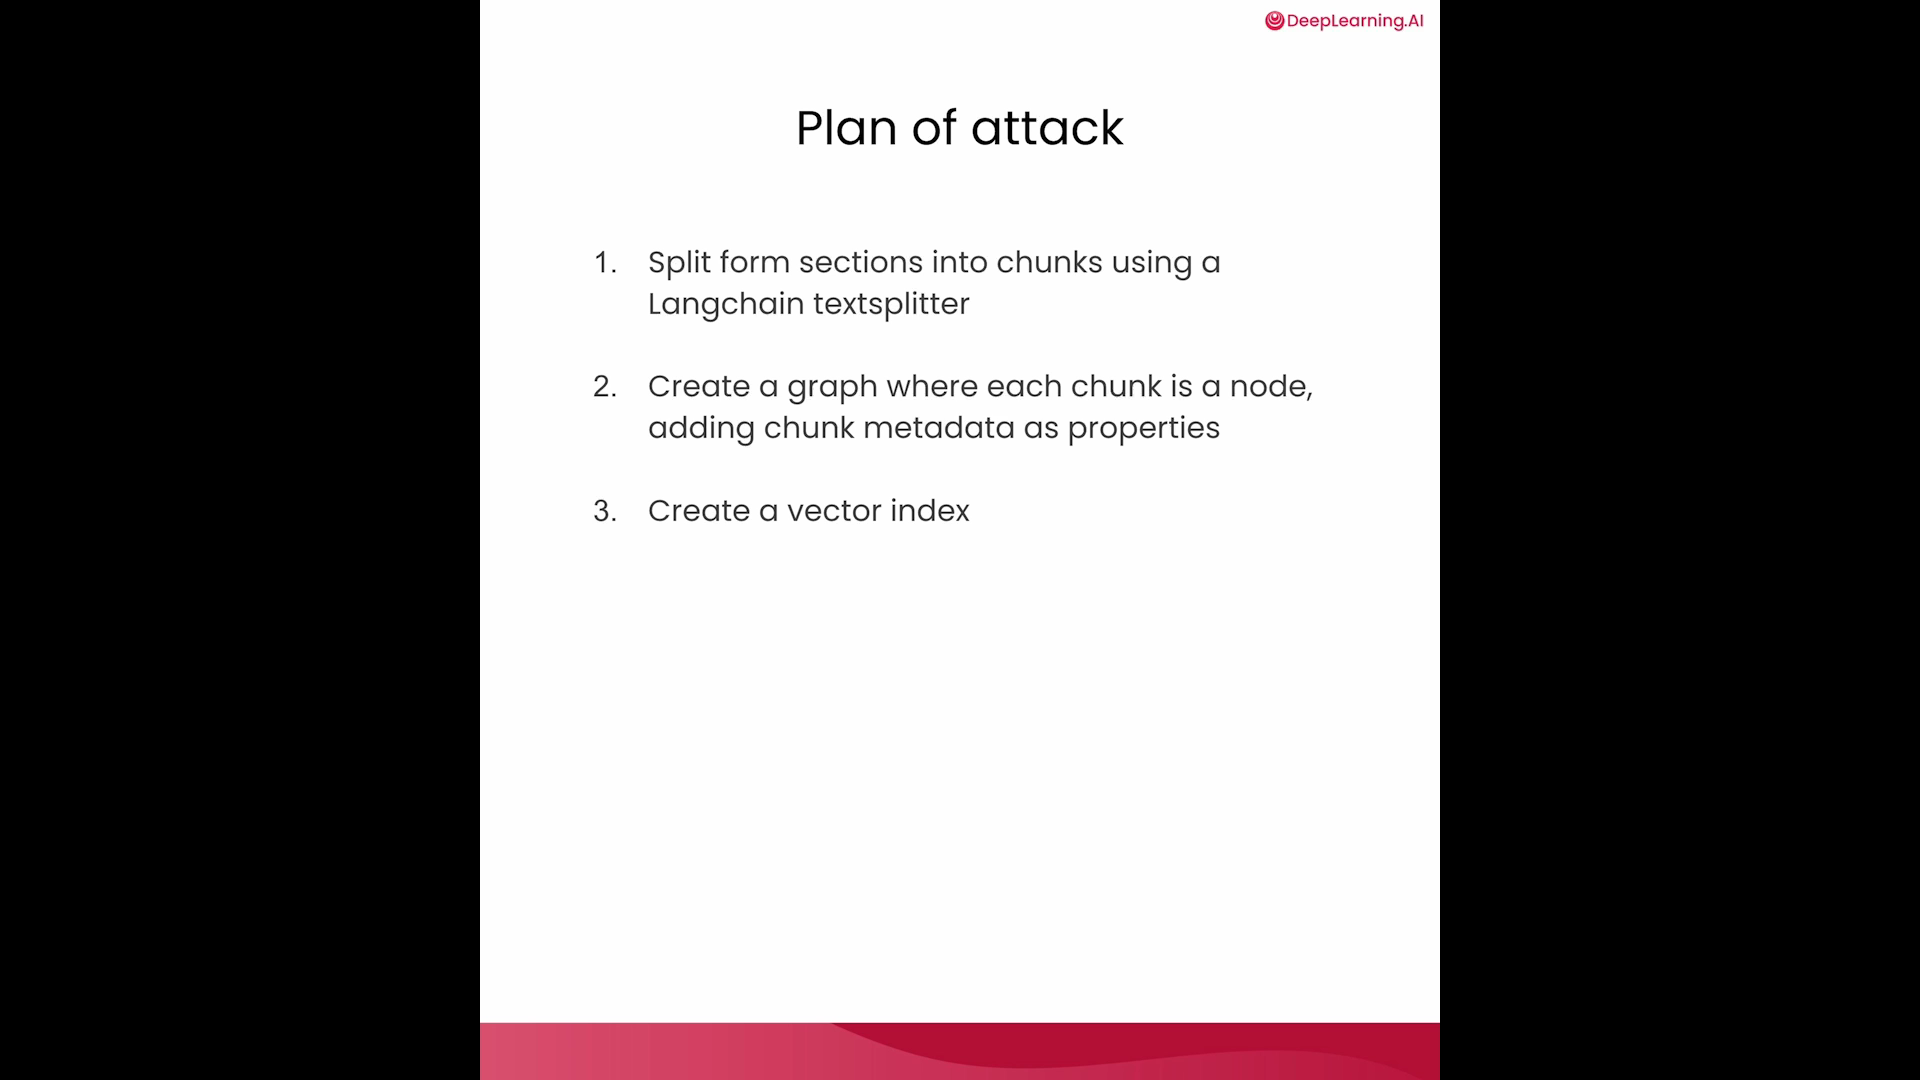 DeepLearning.AI
Plan of attack
1. Split form sections into chunks using a
Langchain textsplitter
2. Create a graph where each chunk is a node,
adding chunk metadata as properties
3. Create a vector index